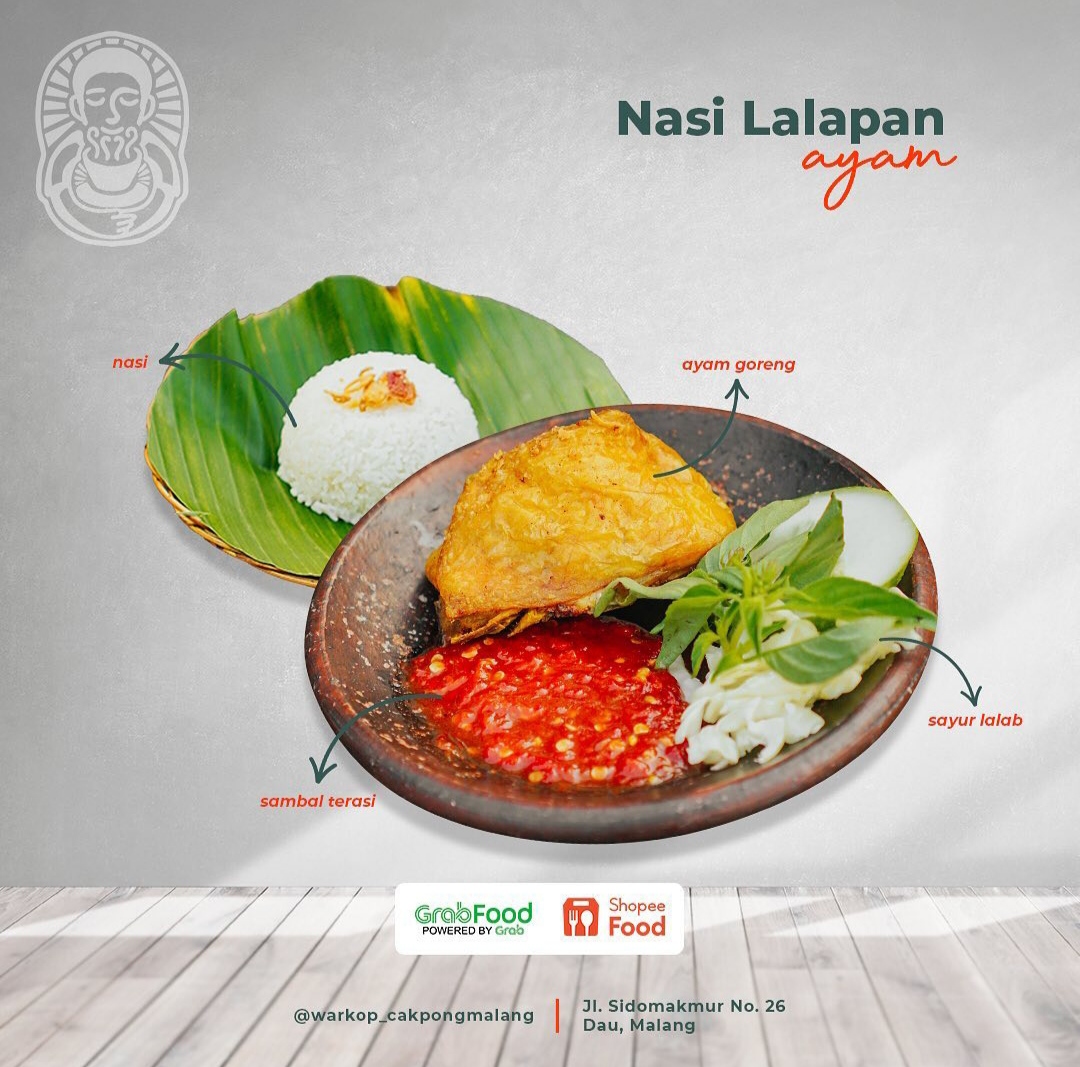 Nasi Lalapan
ayam
nasi
ayam goreng
sayur lalab
sambal terasi
GrabFood
POWERED BY Grab
Shopee
Food
@warkop_cakpongmalang
Jl. Sidomakmur No. 26
Dau, Malang